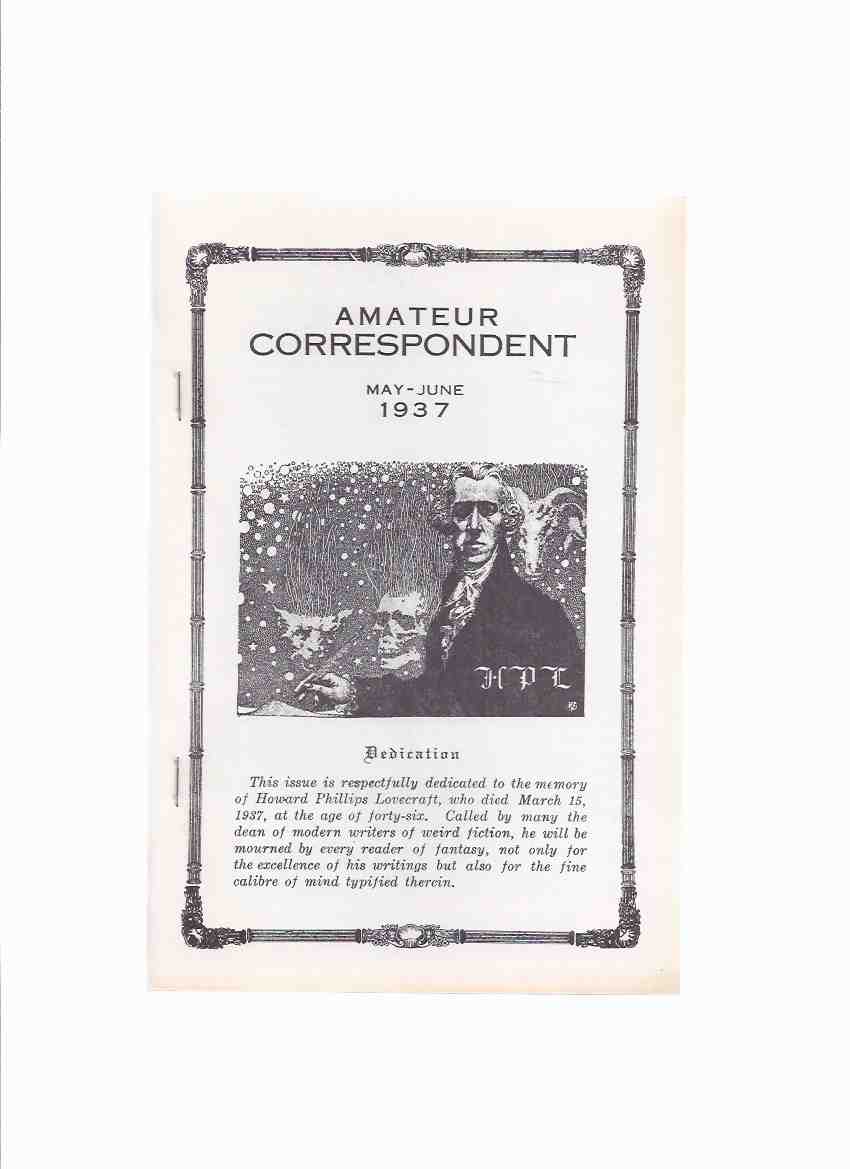 AMATEUR
CORRESPONDENT
MAY-JUNE
1937
HPL
Dedication
This issue is respectfully dedicated to the memory
of Howard Phillips Lovecraft, who died March 15,
1937, at the age of forty-six. Called by many the
dean of modern writers of weird fiction, he will be
mourned by every reader of fantasy, not only for
the excellence of his writings but also for the fine
calibre of mind typified therein.